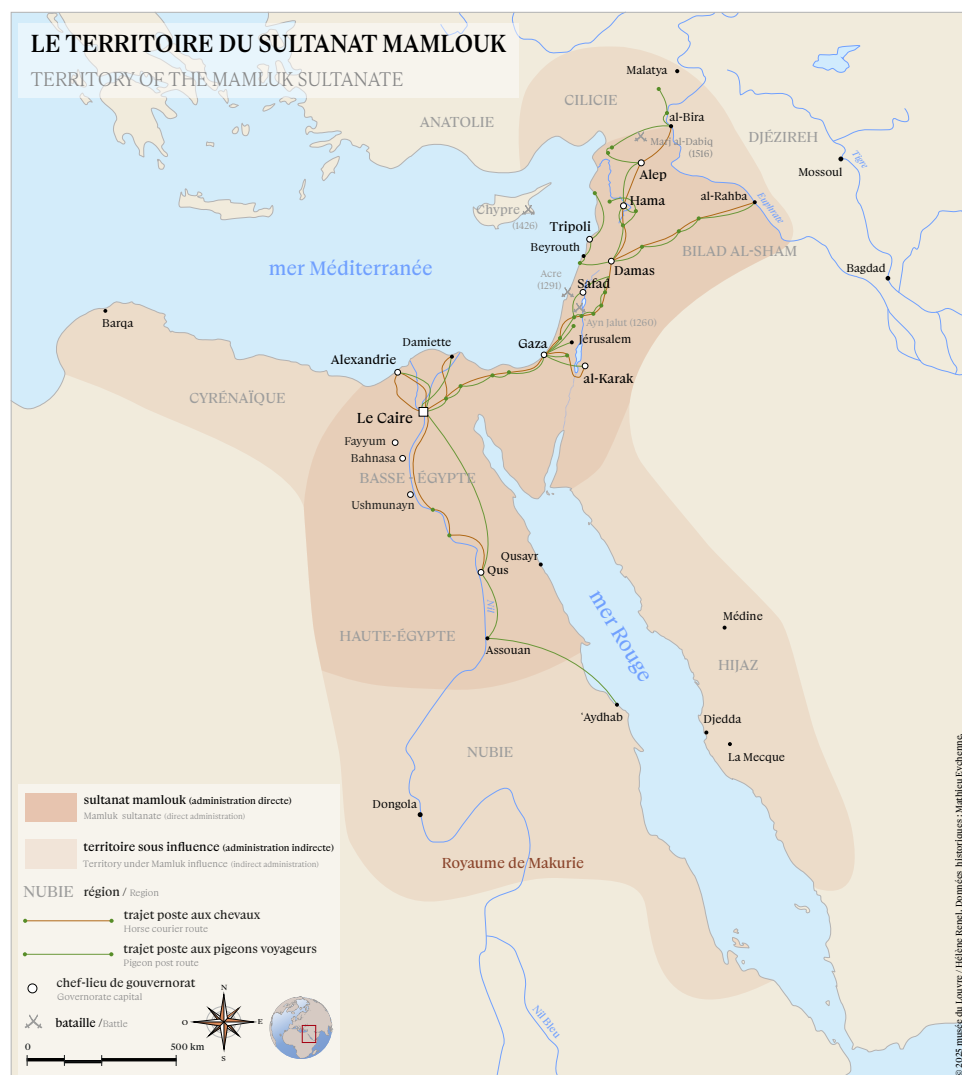 LE TERRITOIRE DU SULTANAT MAMLOUK
TERRITORY OF THE MAMLUK SULTANATE
Malatya
CILICIE
al-Bira
ANATOLIE
Marj al-Dabiq
(1516)
DJÉZIREH
Tigre
Mossoul
Alep
al-Rahba
Euphrate
Chypre
(1426)
Hama
Tripoli
Beyrouth
BILAD AL-SHAM
mer Méditerranée
Damas
Bagdad
Acre
(1291)
Safad
Barqa
Ayn Jalut (1260)
Damiette
Gaza
Jérusalem
Alexandrie
al-Karak
CYRÉNAÏQUE
Le Caire
Fayyum
Bahnasa
BASSE-ÉGYPTE
Ushmunayn
Qusayr
Qus
Nil
mer Rouge
Médine
HAUTE-ÉGYPTE
Assouan
HIJAZ
'Aydhab
Djedda
NUBIE
La Mecque
Dongola
Royaume de Makurie
Nil Bleu
sultanat mamlouk (administration directe)
Mamluk sultanate (direct administration)
territoire sous influence (administration indirecte)
Territory under Mamluk influence (indirect administration)
NUBIE région / Region
trajet poste aux chevaux
Horse courier route
trajet poste aux pigeons voyageurs
Pigeon post route
chef-lieu de gouvernorat
Governorate capital
bataille /Battle
N
O
E
S
0
500 km
© 2025 musée du Louvre / Hélène Renel. Données historiques : Mathieu Eychenne.